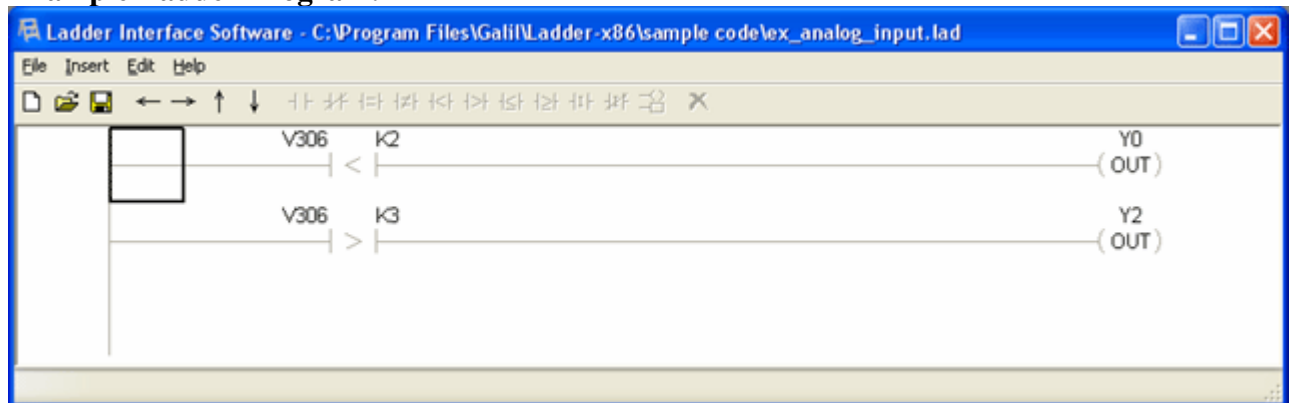 Ladder Interface Software - C:\Program Files\Galil\Ladder-x86\sample code\ex_analog_input.lad
File Insert Edit Help
V306 K2 Y0
< ( OUT )
V306 K3 Y2
> ( OUT )